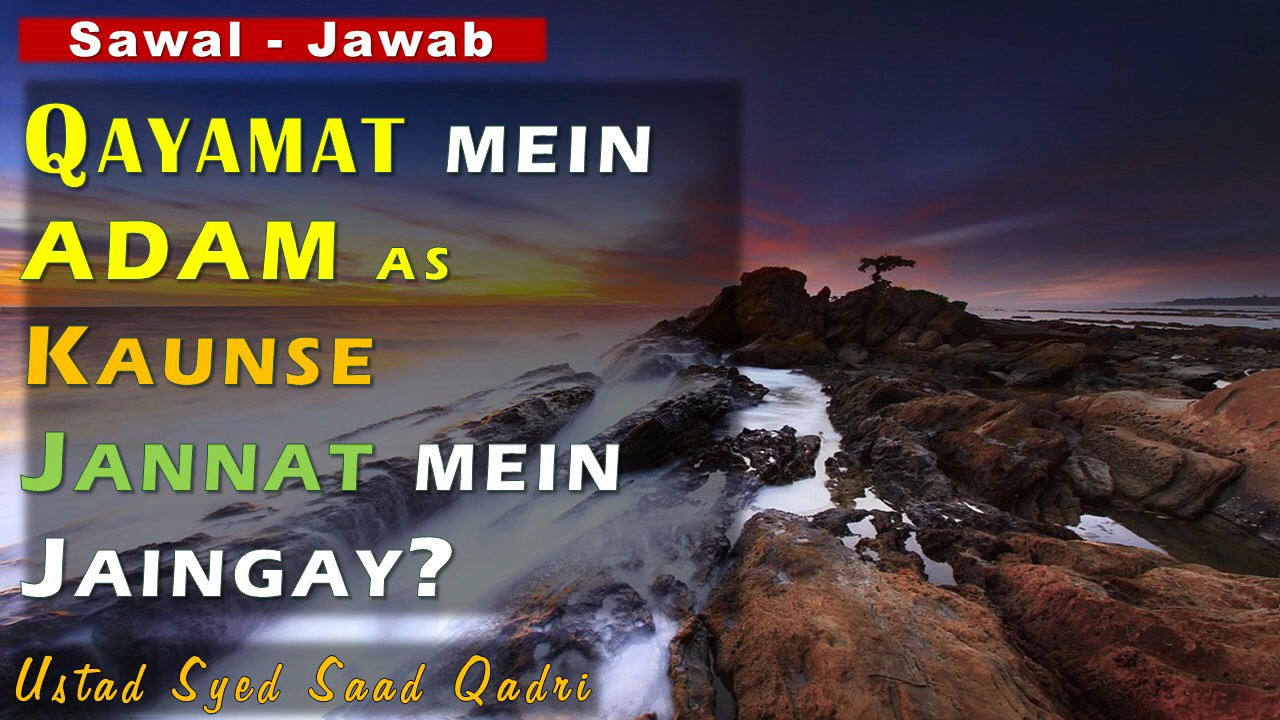 Sawal - Jawab
QAYAMAT MEIN
ADAM AS
KAUNSE
JANNAT MEIN
JAINGAY?
Ustad Syed Saad Qadri